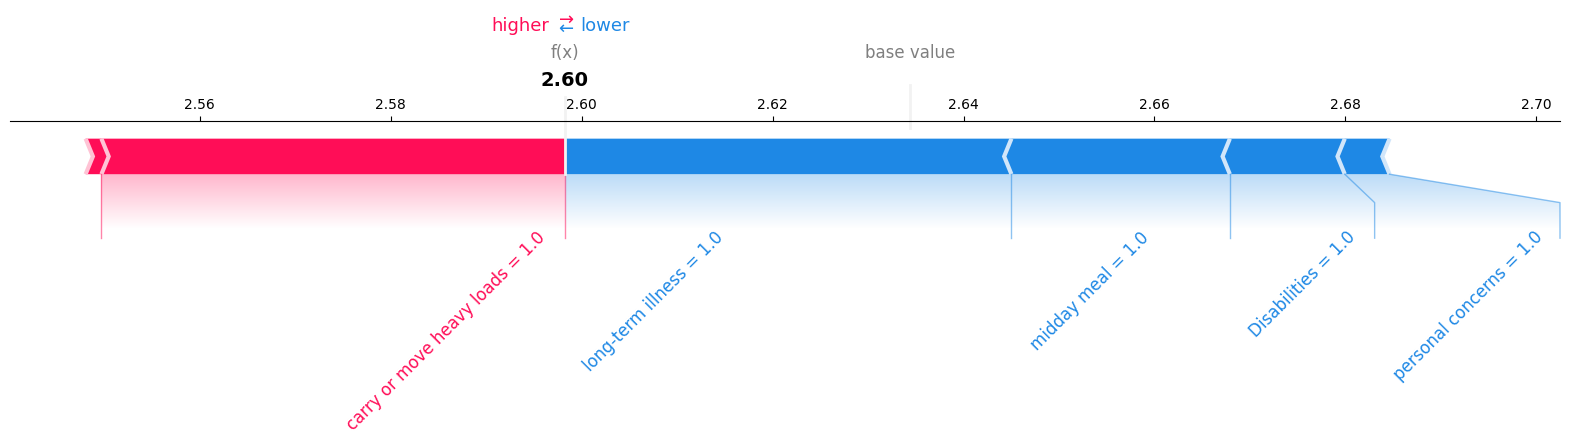 higher ⇄ lower
f(x) base value
2.60
2.56 2.58 2.60 2.62 2.64 2.66 2.68 2.70
carry or move heavy loads = 1.0
long-term illness = 1.0
midday meal = 1.0
Disabilities = 1.0
personal concerns = 1.0